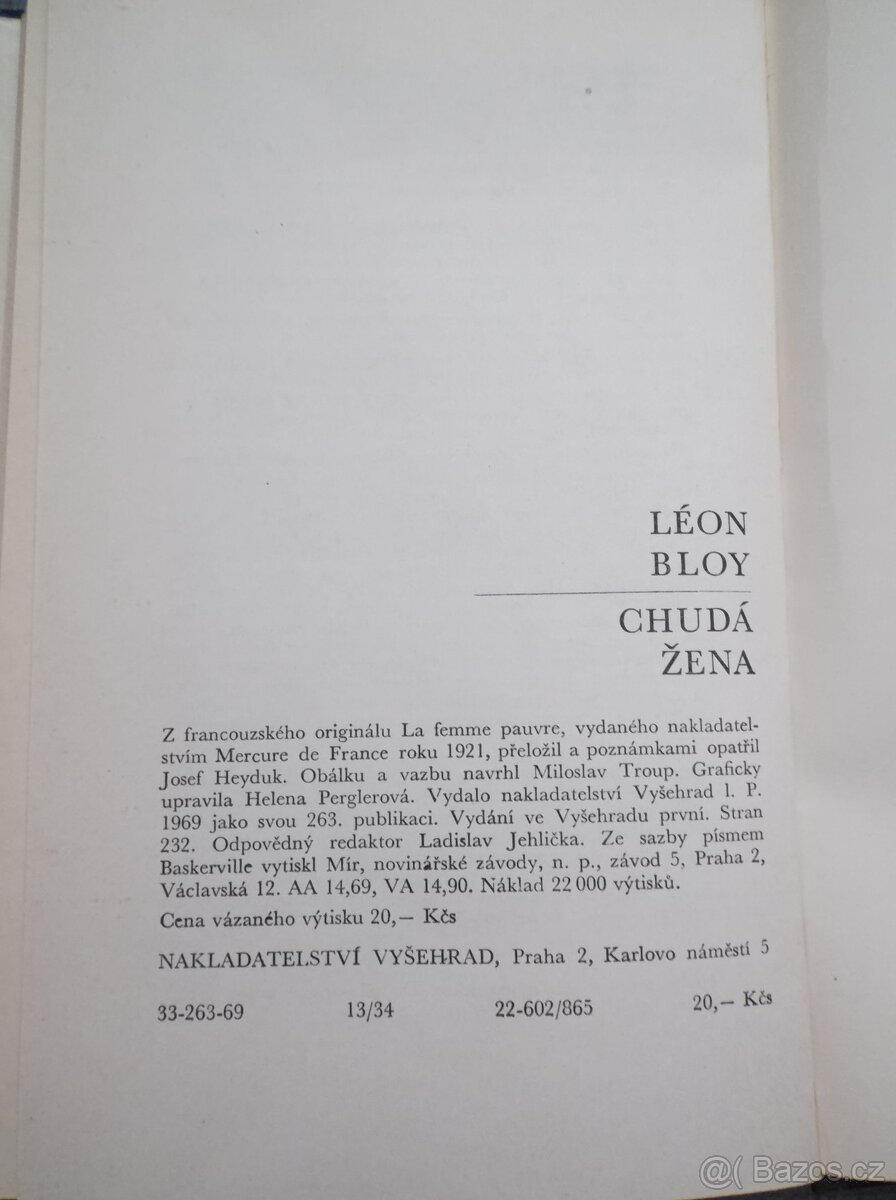 LÉON
BLOY
CHUDÁ
ŽENA
Z francouzského originálu La femme pauvre, vydaného nakladatel-
stvím Mercure de France roku 1921, přeložil a poznámkami opatřil
Josef Heyduk. Obálku a vazbu navrhl Miloslav Troup. Graficky
upravila Helena Perglerová. Vydalo nakladatelství Vyšehrad l. P.
1969 jako svou 263. publikaci. Vydání ve Vyšehradu první. Stran
232. Odpovědný redaktor Ladislav Jehlička. Ze sazby písmem
Baskerville vytiskl Mír, novinářské závody, n. p., závod 5, Praha 2,
Václavská 12. AA 14,69, VA 14,90. Náklad 22 000 výtisků.
Cena vázaného výtisku 20,— Kčs
NAKLADATELSTVÍ VYŠEHRAD, Praha 2, Karlovo náměstí 5
33-263-69 13/34 22-602/865 20,— Kčs
@( Bazos.cz